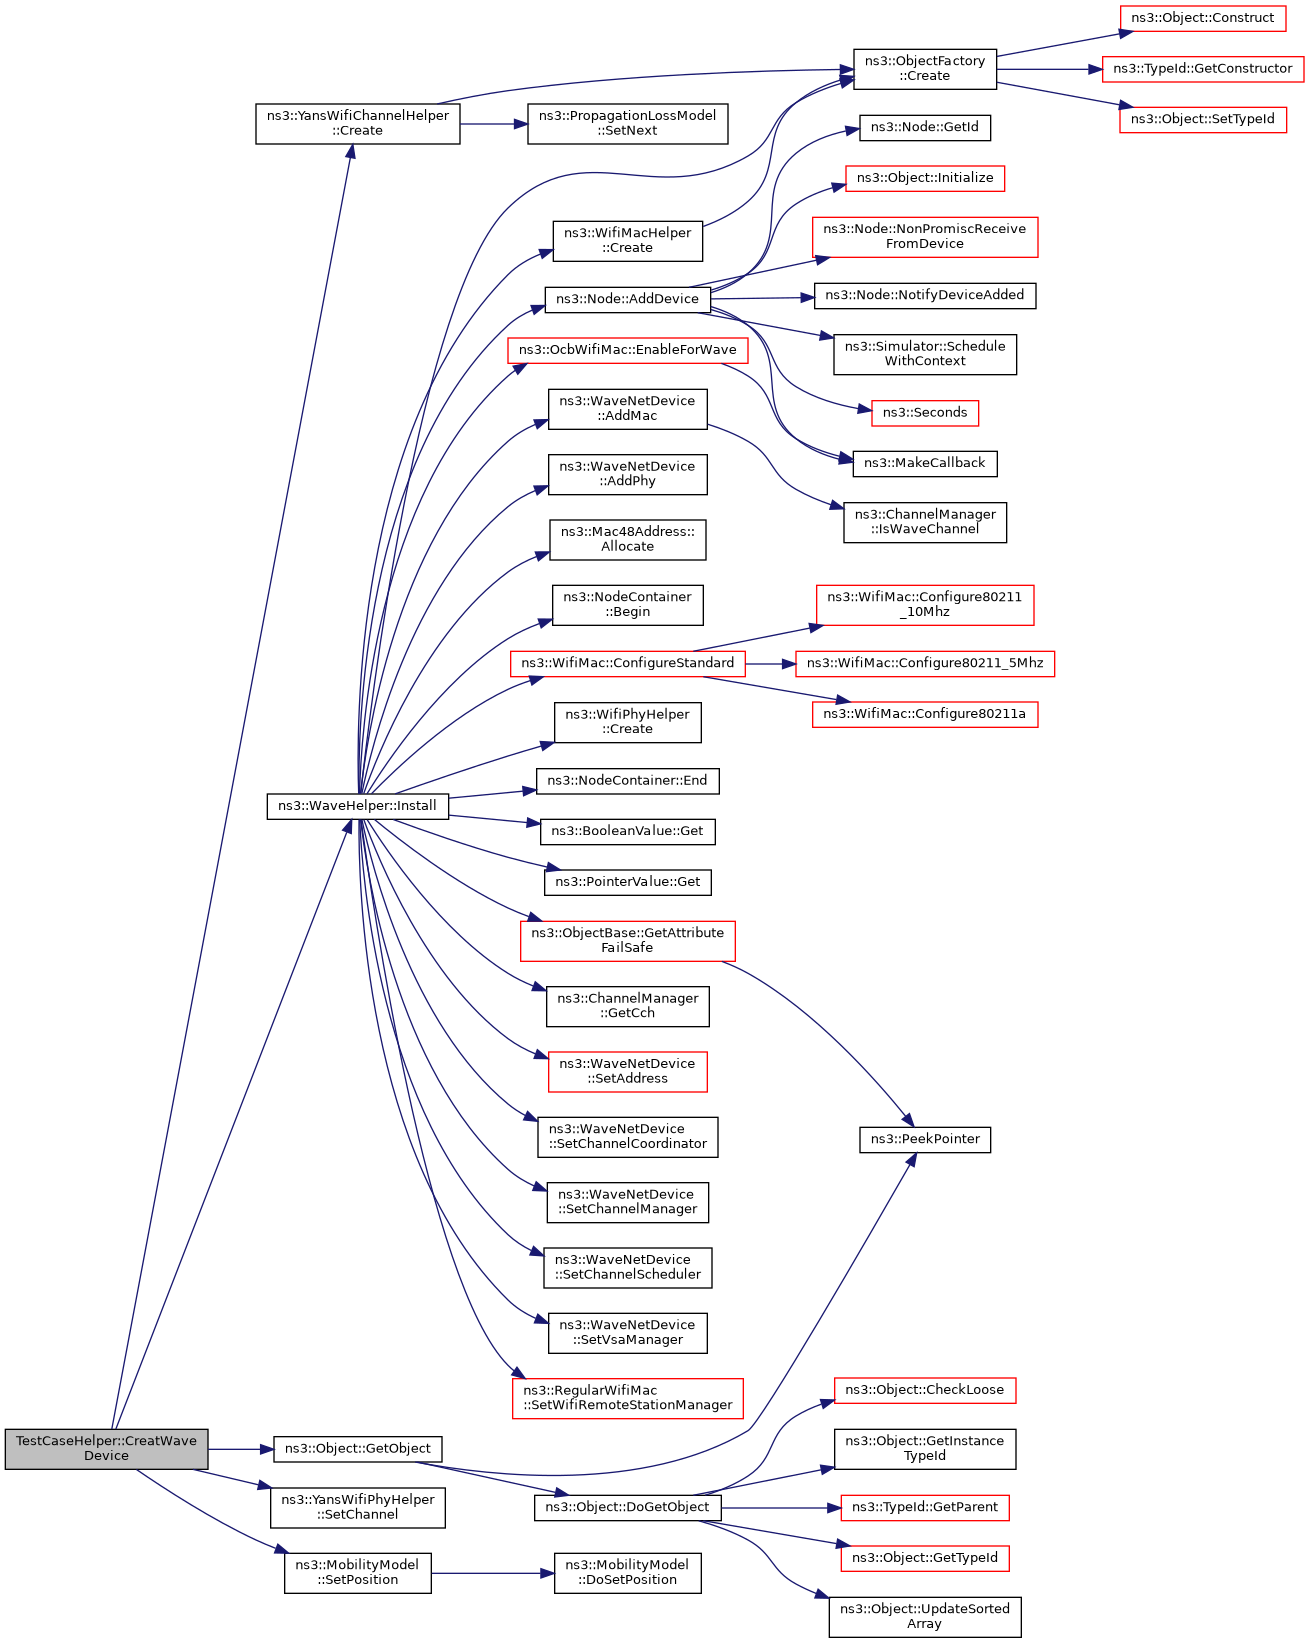 ns3::Object::Construct
ns3::ObjectFactory
::Create
ns3::TypeId::GetConstructor
ns3::Object::SetTypeId
ns3::YansWifiChannelHelper
::Create
ns3::PropagationLossModel
::SetNext
ns3::Node::GetId
ns3::Object::Initialize
ns3::WifiMacHelper
::Create
ns3::Node::NonPromiscReceive
FromDevice
ns3::Node::AddDevice
ns3::Node::NotifyDeviceAdded
ns3::OcbWifiMac::EnableForWave
ns3::Simulator::Schedule
WithContext
ns3::WaveNetDevice
::AddMac
ns3::Seconds
ns3::WaveNetDevice
::AddPhy
ns3::MakeCallback
ns3::Mac48Address::
Allocate
ns3::ChannelManager
::IsWaveChannel
ns3::NodeContainer
::Begin
ns3::WifiMac::Configure80211
_10Mhz
ns3::WifiMac::ConfigureStandard
ns3::WifiMac::Configure80211_5Mhz
ns3::WifiPhyHelper
::Create
ns3::WifiMac::Configure80211a
ns3::NodeContainer::End
ns3::WaveHelper::Install
ns3::BooleanValue::Get
ns3::PointerValue::Get
ns3::ObjectBase::GetAttribute
FailSafe
ns3::ChannelManager
::GetCch
ns3::WaveNetDevice
::SetAddress
ns3::WaveNetDevice
::SetChannelCoordinator
ns3::PeekPointer
ns3::WaveNetDevice
::SetChannelManager
ns3::WaveNetDevice
::SetChannelScheduler
ns3::WaveNetDevice
::SetVsaManager
ns3::RegularWifiMac
::SetWifiRemoteStationManager
ns3::Object::CheckLoose
TestCaseHelper::CreatWave
Device
ns3::Object::GetObject
ns3::Object::GetInstance
TypeId
ns3::YansWifiPhyHelper
::SetChannel
ns3::Object::DoGetObject
ns3::TypeId::GetParent
ns3::Object::GetTypeId
ns3::MobilityModel
::SetPosition
ns3::MobilityModel
::DoSetPosition
ns3::Object::UpdateSorted
Array